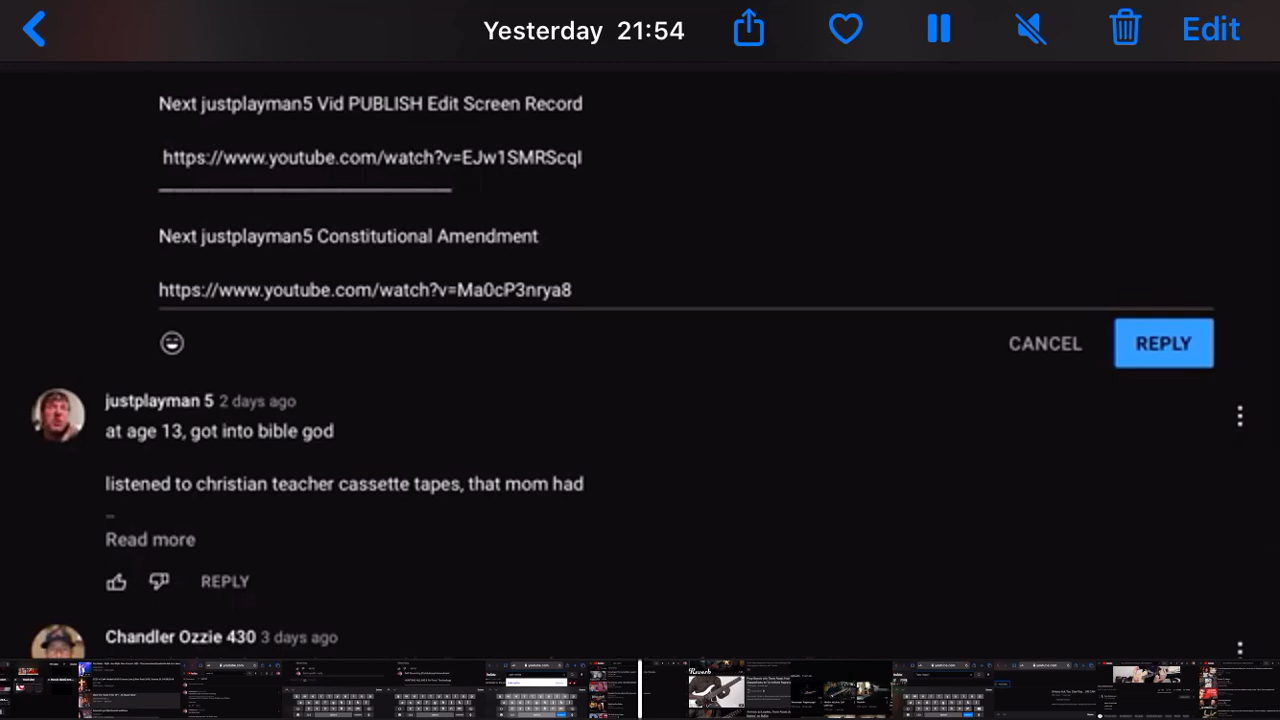 Yesterday 21:54
Edit
Next justplayman5 Vid PUBLISH Edit Screen Record
https://www.youtube.com/watch?v=EJw1SMRScqI
Next justplayman5 Constitutional Amendment
https://www.youtube.com/watch?v=Ma0cP3nrya8
CANCEL
REPLY
justplayman 5 2 days ago
at age 13, got into bible god
listened to christian teacher cassette tapes, that mom had
_
Read more
REPLY
Chandler Ozzie 430 3 days ago
Reverb